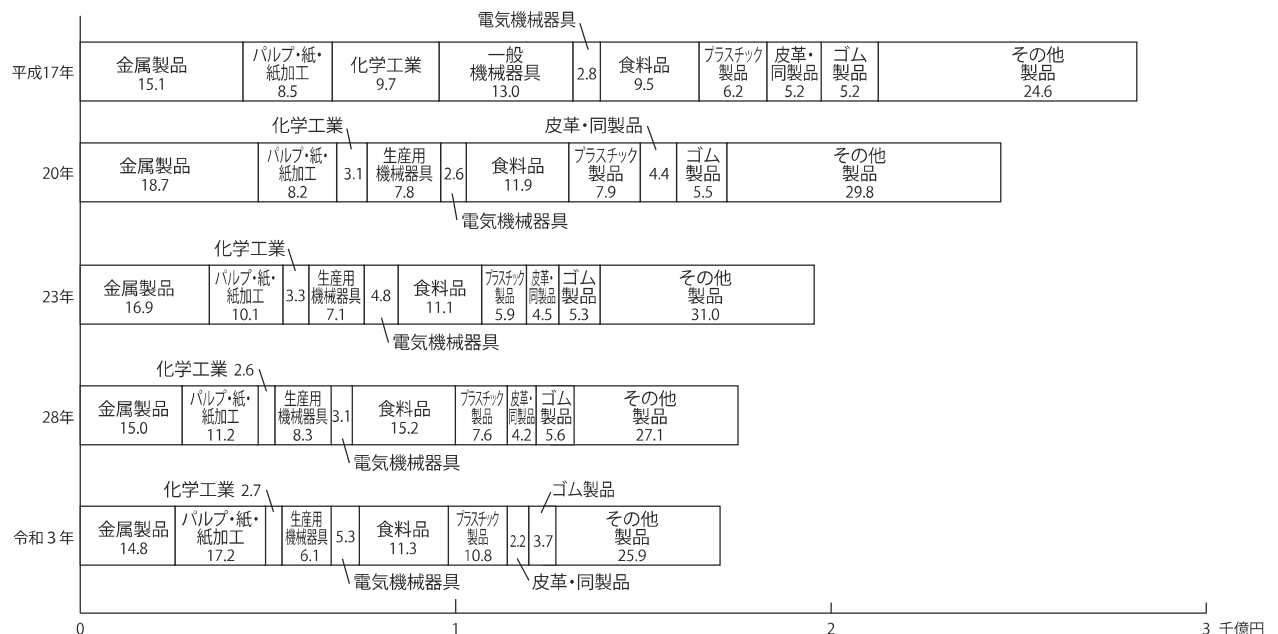 電気機械器具
平成17年
金属製品
15.1
パルプ・紙・
紙加工
8.5
化学工業
9.7
一般
機械器具
13.0
2.8
食料品
9.5
プラスチック
製品
6.2
皮革・
同製品
5.2
ゴム
製品
5.2
その他
製品
24.6
化学工業
皮革・同製品
20年
金属製品
18.7
パルプ・紙・
紙加工
8.2
3.1
生産用
機械器具
7.8
2.6
食料品
11.9
プラスチック
製品
7.9
4.4
ゴム
製品
5.5
その他
製品
29.8
電気機械器具
化学工業
23年
金属製品
16.9
パルプ・紙・
紙加工
10.1
3.3
生産用
機械器具
7.1
4.8
食料品
11.1
プラスチック
製品
5.9
皮革・
同製品
4.5
ゴム
製品
5.3
その他
製品
31.0
電気機械器具
化学工業 2.6
28年
金属製品
15.0
パルプ・紙・
紙加工
11.2
生産用
機械器具
8.3
3.1
食料品
15.2
プラスチック
製品
7.6
皮革・
同製品
4.2
ゴム
製品
5.6
その他
製品
27.1
電気機械器具
化学工業 2.7
ゴム製品
令和3年
金属製品
14.8
パルプ・紙・
紙加工
17.2
生産用
機械器具
6.1
5.3
食料品
11.3
プラスチック
製品
10.8
2.2
3.7
その他
製品
25.9
電気機械器具
皮革・同製品
0
1
2
3 千億円